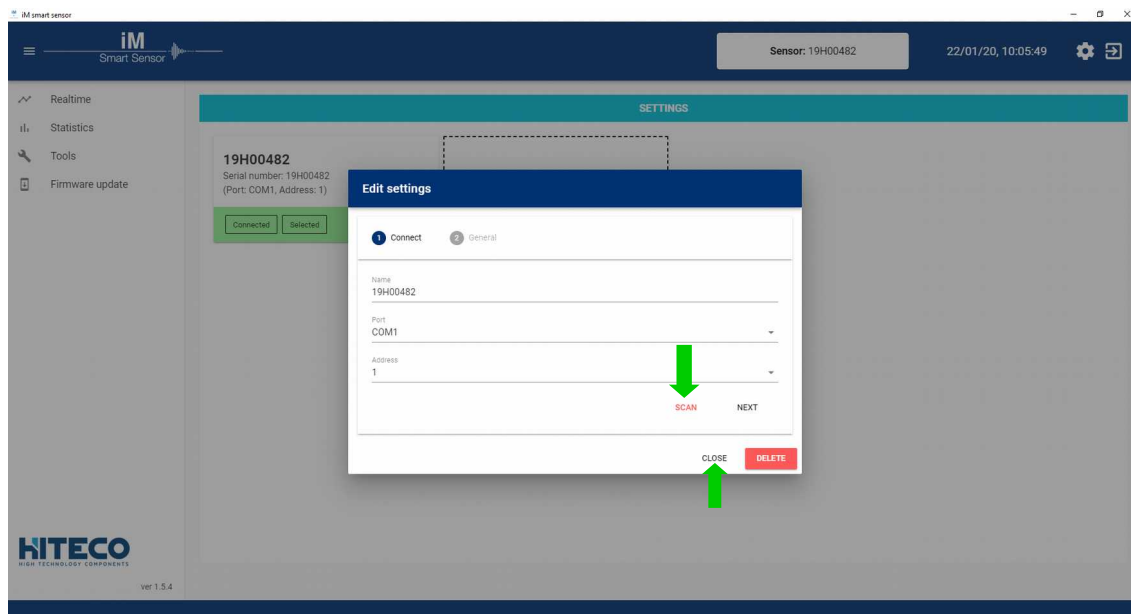 iM smart sensor
iM
Smart Sensor
Sensor: 19H00482
22/01/20, 10:05:49
Realtime
Statistics
Tools
Firmware update
SETTINGS
19H00482
Serial number: 19H00482
(Port: COM1, Address: 1)
Connected Selected
Edit settings
1 Connect 2 General
Name
19H00482
Port
COM1
Address
1
SCAN NEXT
CLOSE DELETE
HITECO
HIGH TECHNOLOGY COMPONENTS
ver 1.5.4